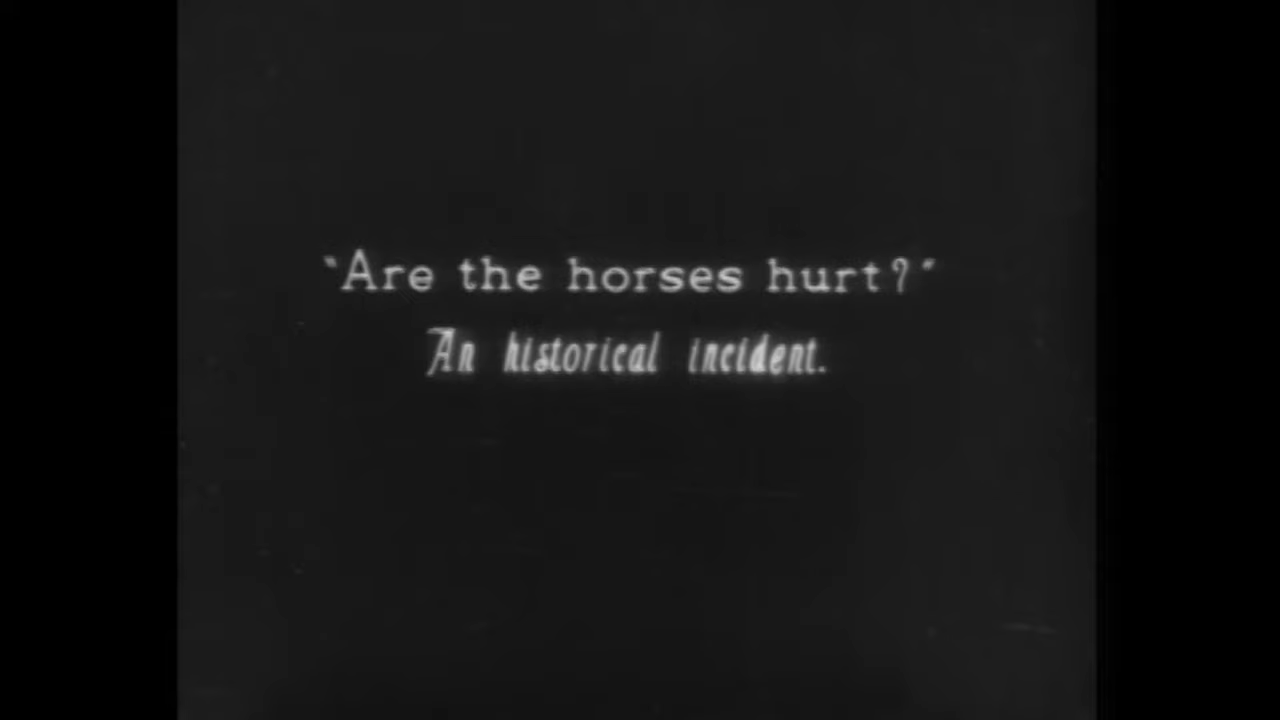 "Are the horses hurt?"
An historical incident.